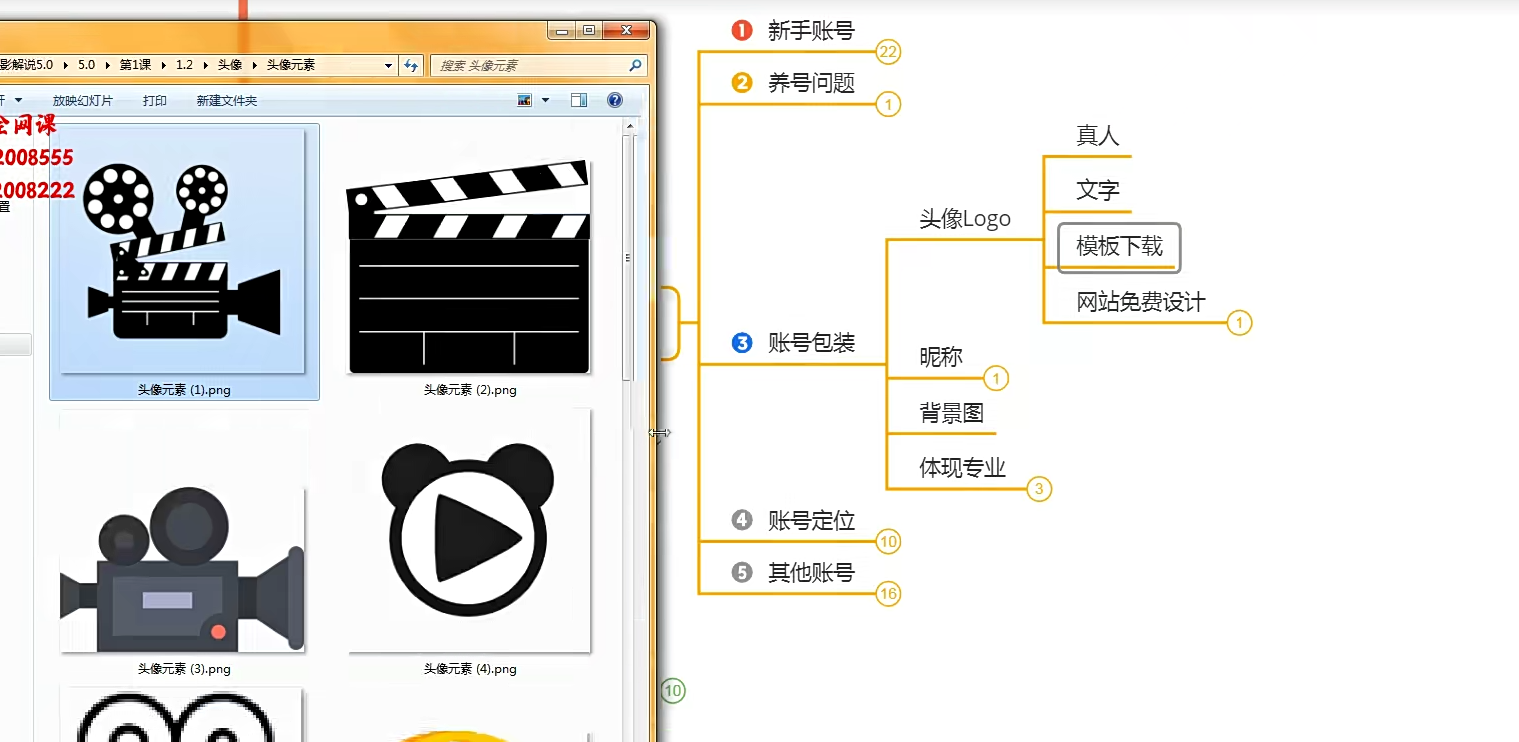 影解说5.0 ▸ 5.0 ▸ 第1课 ▸ 1.2 ▸ 头像 ▸ 头像元素
搜索 头像元素
放映幻灯片 打印 新建文件夹
全网课
2008555
2008222
置
头像元素 (1).png
头像元素 (2).png
头像元素 (3).png
头像元素 (4).png
1 新手账号 22
2 养号问题 1
3 账号包装
头像Logo
真人
文字
模板下载
网站免费设计 1
昵称 1
背景图
体现专业 3
4 账号定位 10
5 其他账号 16
10